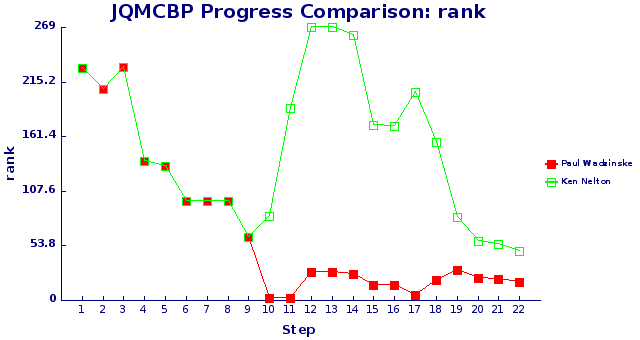 JQMCBP Progress Comparison: rank
269
215.2
161.4
107.6
53.8
0
rank
1 2 3 4 5 6 7 8 9 10 11 12 13 14 15 16 17 18 19 20 21 22
Step
Paul Wadzinske
Ken Nelton